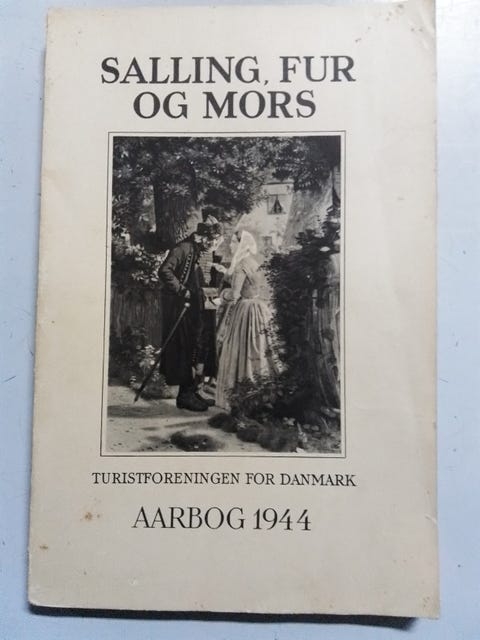 SALLING, FUR
OG MORS
TURISTFORENINGEN FOR DANMARK
AARBOG 1944